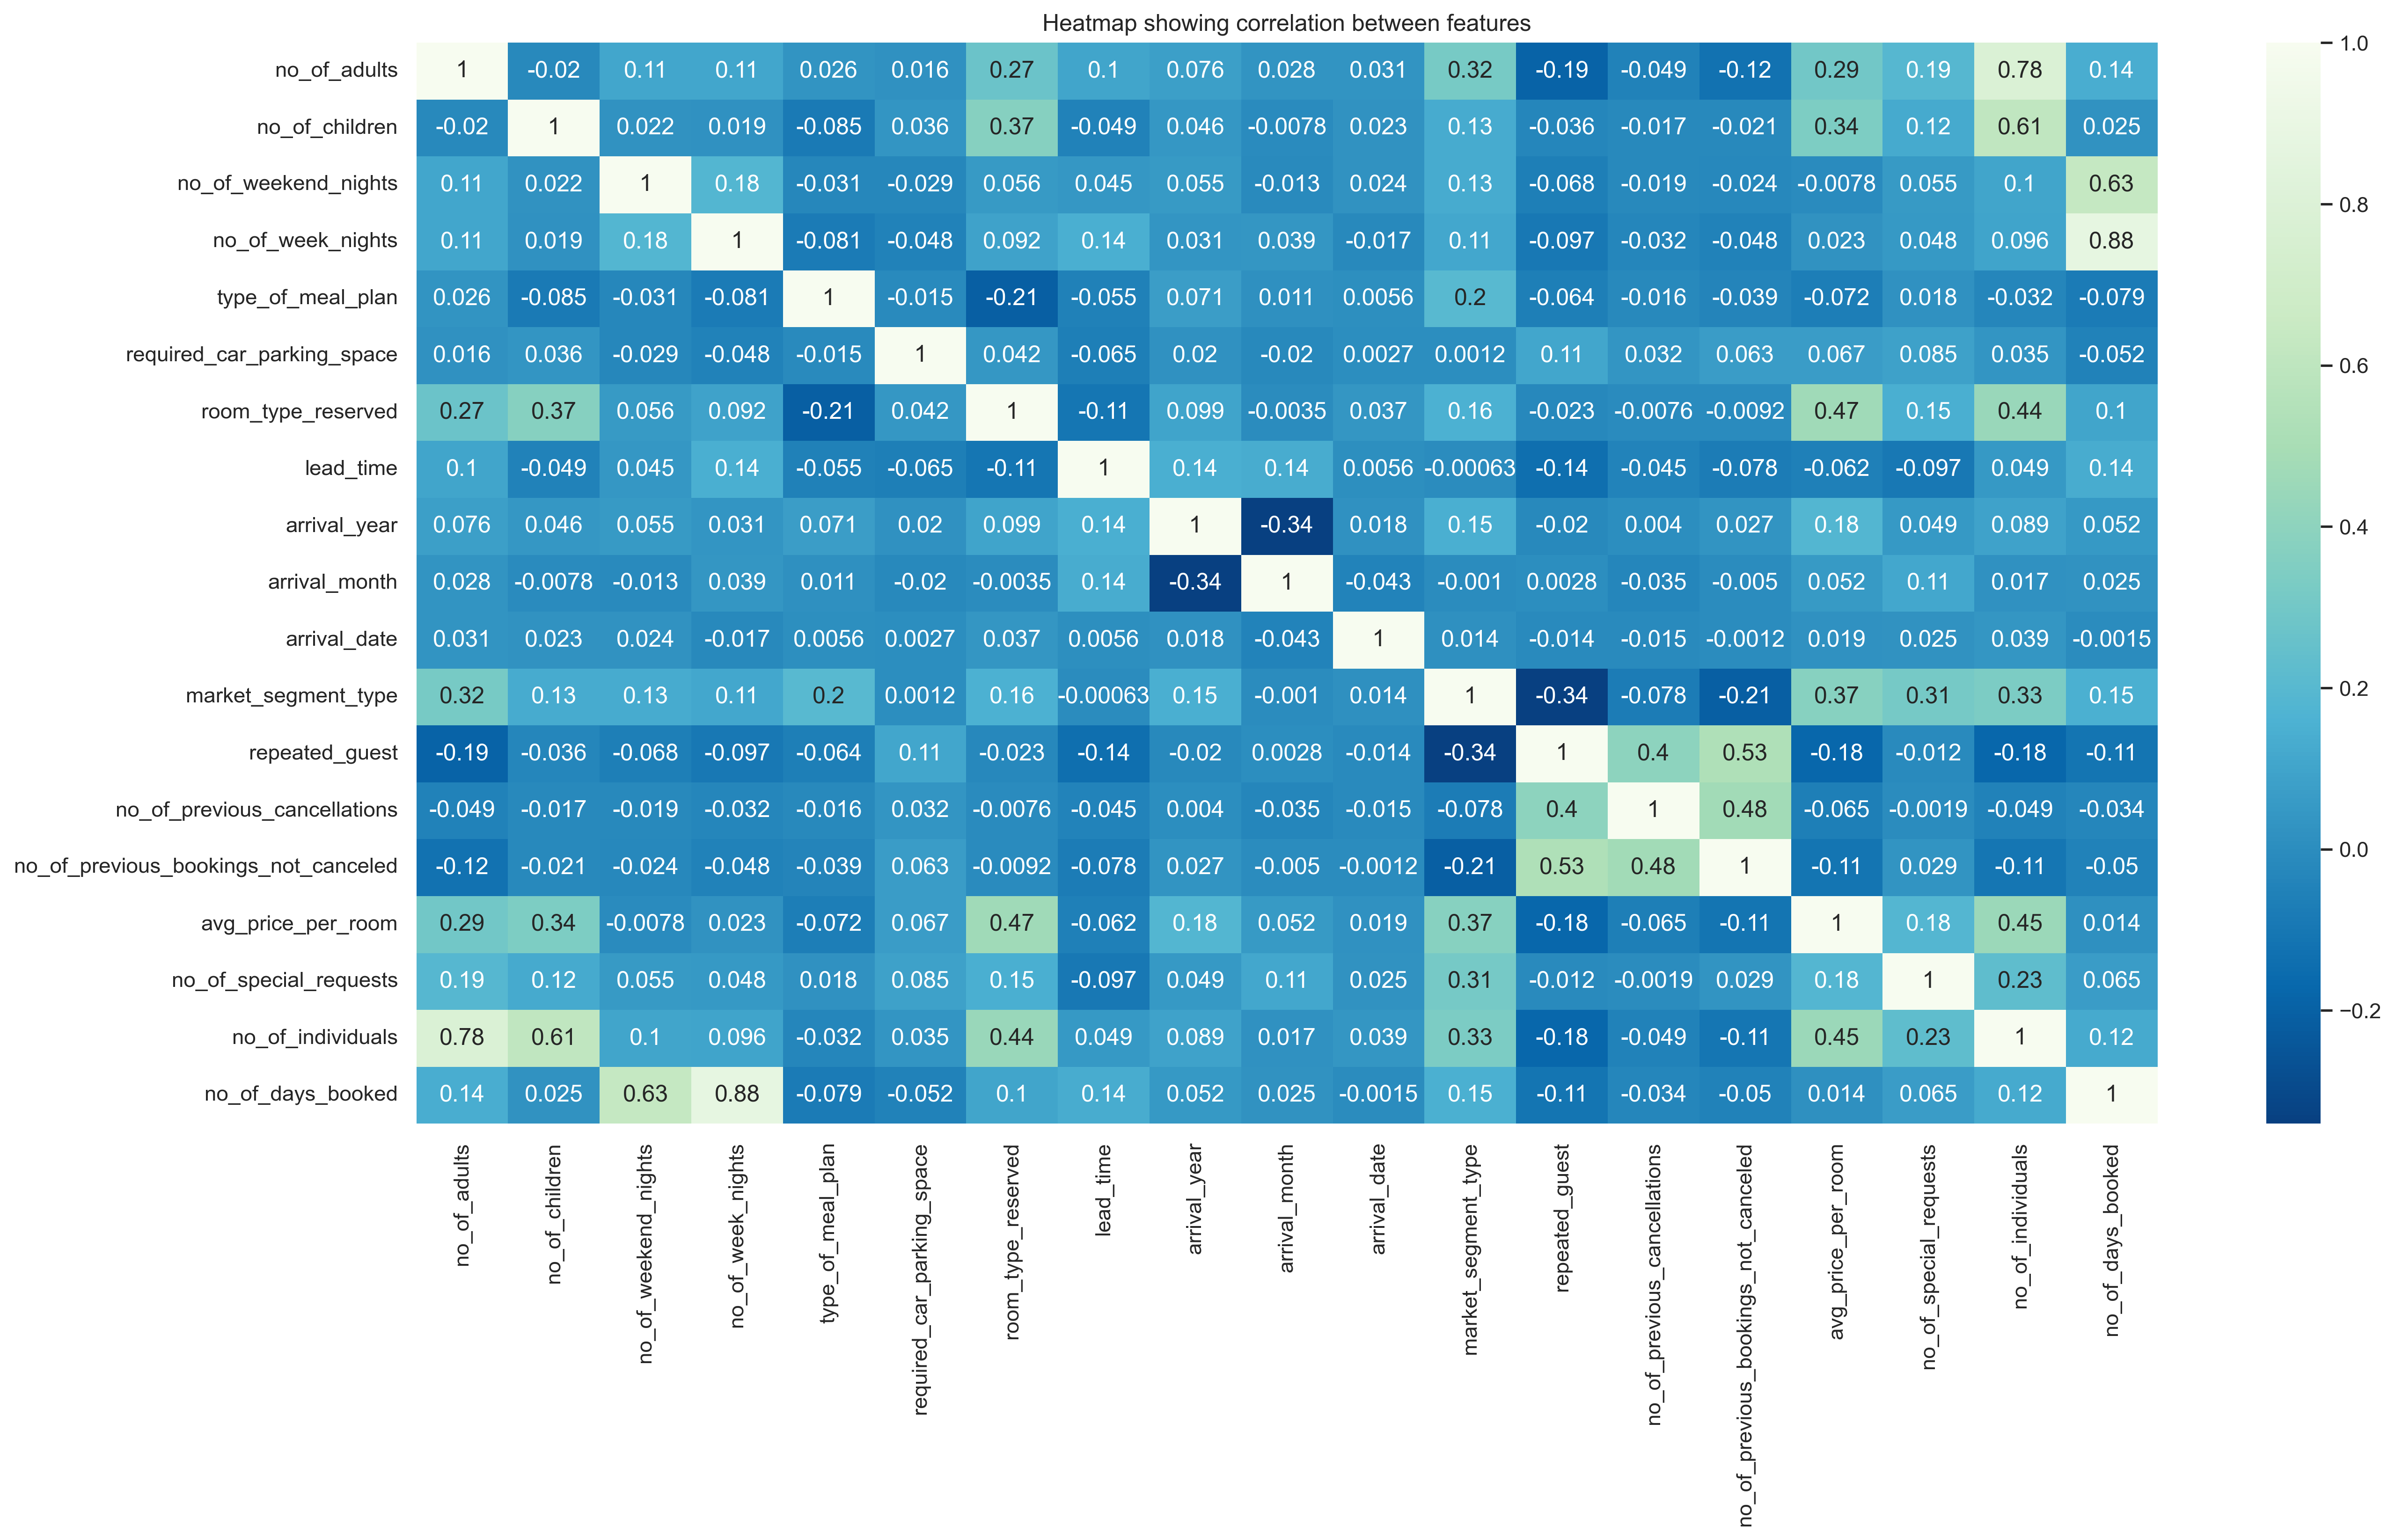 Heatmap showing correlation between features
no_of_adults 1 -0.02 0.11 0.11 0.026 0.016 0.27 0.1 0.076 0.028 0.031 0.32 -0.19 -0.049 -0.12 0.29 0.19 0.78 0.14
no_of_children -0.02 1 0.022 0.019 -0.085 0.036 0.37 -0.049 0.046 -0.0078 0.023 0.13 -0.036 -0.017 -0.021 0.34 0.12 0.61 0.025
no_of_weekend_nights 0.11 0.022 1 0.18 -0.031 -0.029 0.056 0.045 0.055 -0.013 0.024 0.13 -0.068 -0.019 -0.024 -0.0078 0.055 0.1 0.63
no_of_week_nights 0.11 0.019 0.18 1 -0.081 -0.048 0.092 0.14 0.031 0.039 -0.017 0.11 -0.097 -0.032 -0.048 0.023 0.048 0.096 0.88
type_of_meal_plan 0.026 -0.085 -0.031 -0.081 1 -0.015 -0.21 -0.055 0.071 0.011 0.0056 0.2 -0.064 -0.016 -0.039 -0.072 0.018 -0.032 -0.079
required_car_parking_space 0.016 0.036 -0.029 -0.048 -0.015 1 0.042 -0.065 0.02 -0.02 0.0027 0.0012 0.11 0.032 0.063 0.067 0.085 0.035 -0.052
room_type_reserved 0.27 0.37 0.056 0.092 -0.21 0.042 1 -0.11 0.099 -0.0035 0.037 0.16 -0.023 -0.0076 -0.0092 0.47 0.15 0.44 0.1
lead_time 0.1 -0.049 0.045 0.14 -0.055 -0.065 -0.11 1 0.14 0.14 0.0056 -0.00063 -0.14 -0.045 -0.078 -0.062 -0.097 0.049 0.14
arrival_year 0.076 0.046 0.055 0.031 0.071 0.02 0.099 0.14 1 -0.34 0.018 0.15 -0.02 0.004 0.027 0.18 0.049 0.089 0.052
arrival_month 0.028 -0.0078 -0.013 0.039 0.011 -0.02 -0.0035 0.14 -0.34 1 -0.043 -0.001 0.0028 -0.035 -0.005 0.052 0.11 0.017 0.025
arrival_date 0.031 0.023 0.024 -0.017 0.0056 0.0027 0.037 0.0056 0.018 -0.043 1 0.014 -0.014 -0.015 -0.0012 0.019 0.025 0.039 -0.0015
market_segment_type 0.32 0.13 0.13 0.11 0.2 0.0012 0.16 -0.00063 0.15 -0.001 0.014 1 -0.34 -0.078 -0.21 0.37 0.31 0.33 0.15
repeated_guest -0.19 -0.036 -0.068 -0.097 -0.064 0.11 -0.023 -0.14 -0.02 0.0028 -0.014 -0.34 1 0.4 0.53 -0.18 -0.012 -0.18 -0.11
no_of_previous_cancellations -0.049 -0.017 -0.019 -0.032 -0.016 0.032 -0.0076 -0.045 0.004 -0.035 -0.015 -0.078 0.4 1 0.48 -0.065 -0.0019 -0.049 -0.034
no_of_previous_bookings_not_canceled -0.12 -0.021 -0.024 -0.048 -0.039 0.063 -0.0092 -0.078 0.027 -0.005 -0.0012 -0.21 0.53 0.48 1 -0.11 0.029 -0.11 -0.05
avg_price_per_room 0.29 0.34 -0.0078 0.023 -0.072 0.067 0.47 -0.062 0.18 0.052 0.019 0.37 -0.18 -0.065 -0.11 1 0.18 0.45 0.014
no_of_special_requests 0.19 0.12 0.055 0.048 0.018 0.085 0.15 -0.097 0.049 0.11 0.025 0.31 -0.012 -0.0019 0.029 0.18 1 0.23 0.065
no_of_individuals 0.78 0.61 0.1 0.096 -0.032 0.035 0.44 0.049 0.089 0.017 0.039 0.33 -0.18 -0.049 -0.11 0.45 0.23 1 0.12
no_of_days_booked 0.14 0.025 0.63 0.88 -0.079 -0.052 0.1 0.14 0.052 0.025 -0.0015 0.15 -0.11 -0.034 -0.05 0.014 0.065 0.12 1
no_of_adults
no_of_children
no_of_weekend_nights
no_of_week_nights
type_of_meal_plan
required_car_parking_space
room_type_reserved
lead_time
arrival_year
arrival_month
arrival_date
market_segment_type
repeated_guest
no_of_previous_cancellations
no_of_previous_bookings_not_canceled
avg_price_per_room
no_of_special_requests
no_of_individuals
no_of_days_booked
1.0
0.8
0.6
0.4
0.2
0.0
−0.2